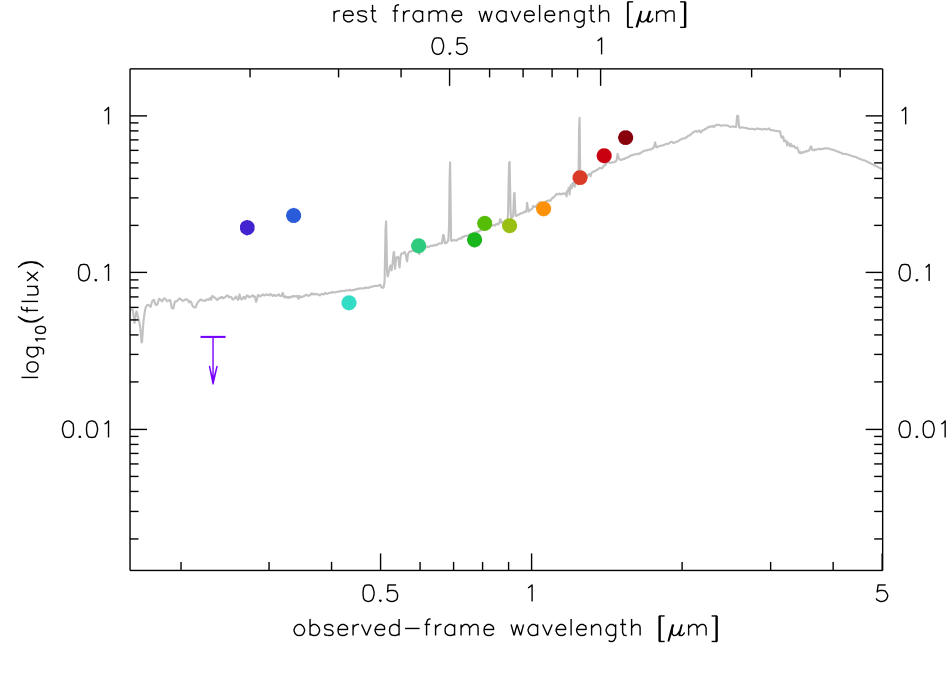 rest frame wavelength [μm]
0.5 1
1 1
0.1 0.1
0.01 0.01
log10(flux)
0.5 1 5
observed-frame wavelength [μm]